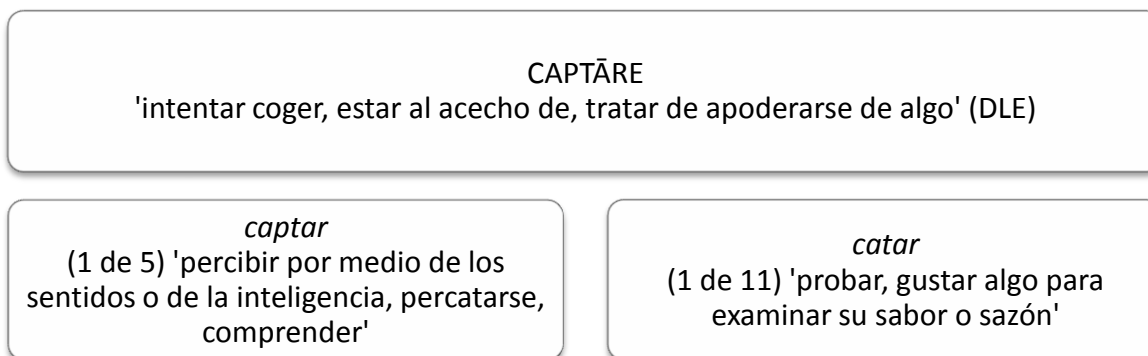 CAPTĀRE
'intentar coger, estar al acecho de, tratar de apoderarse de algo' (DLE)
captar
(1 de 5) 'percibir por medio de los
sentidos o de la inteligencia, percatarse,
comprender'
catar
(1 de 11) 'probar, gustar algo para
examinar su sabor o sazón'